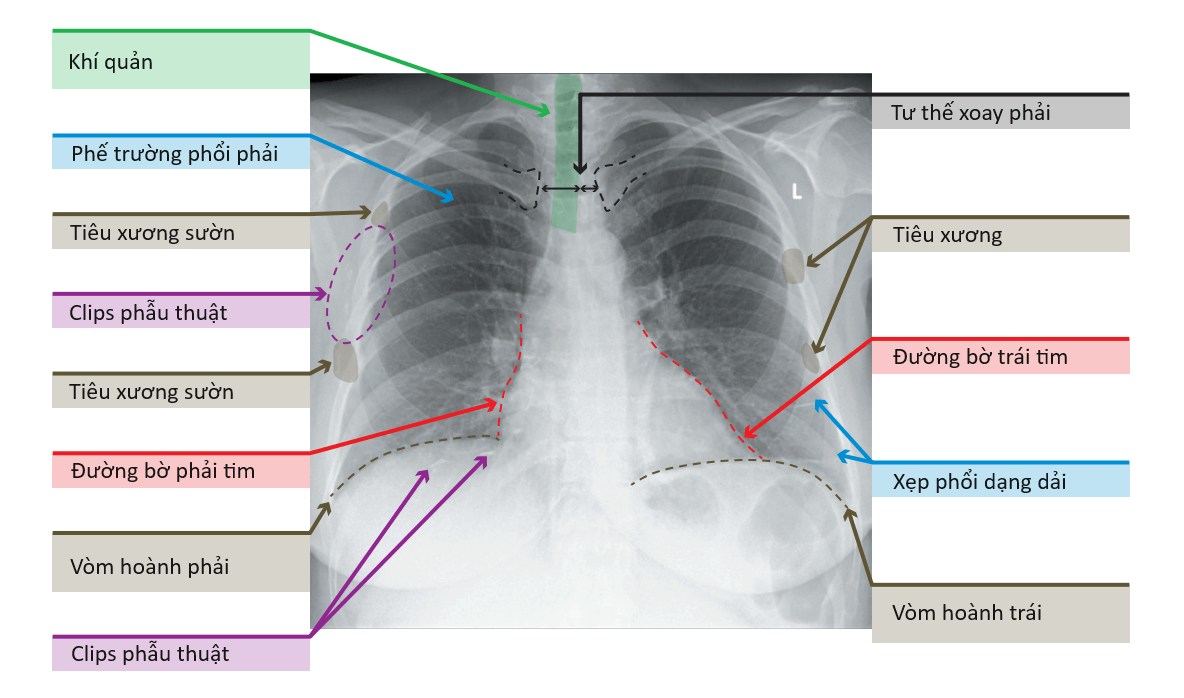 Khí quản
Phế trường phổi phải
Tiêu xương sườn
Clips phẫu thuật
Tiêu xương sườn
Đường bờ phải tim
Vòm hoành phải
Clips phẫu thuật
L
Tư thế xoay phải
Tiêu xương
Đường bờ trái tim
Xẹp phổi dạng dải
Vòm hoành trái